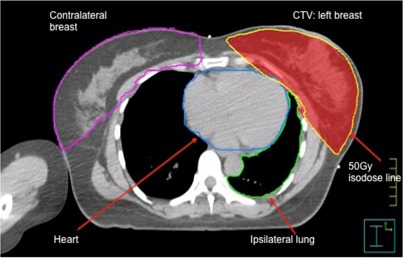 Contralateral
breast
CTV: left breast
50Gy
isodose line
Heart
Ipsilateral lung